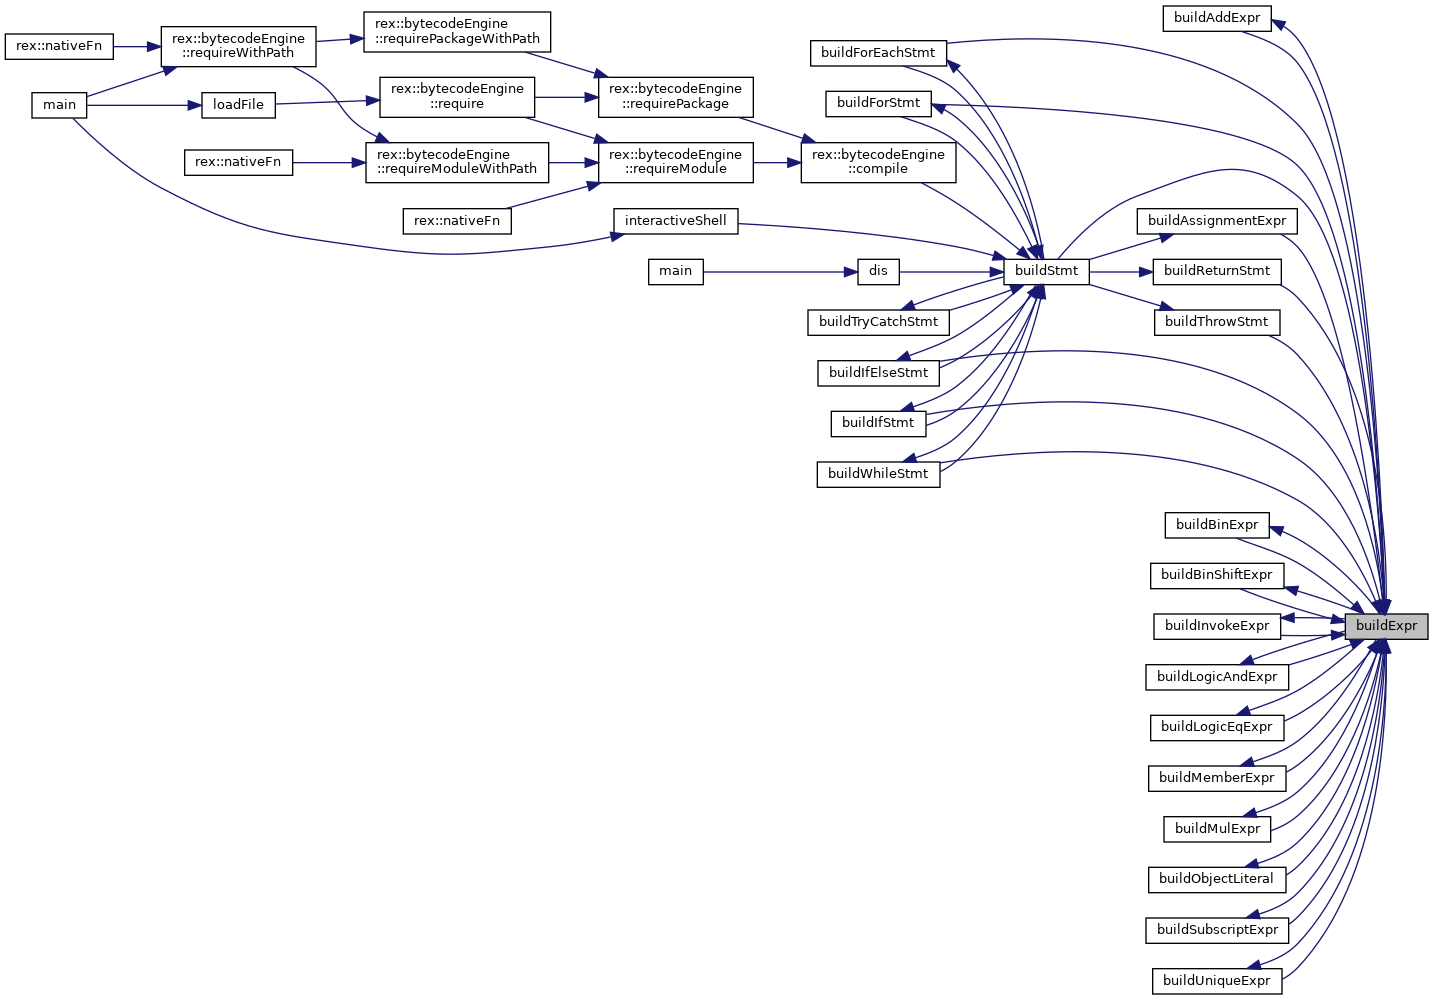 rex::nativeFn
main
rex::bytecodeEngine
::requireWithPath
loadFile
rex::nativeFn
rex::bytecodeEngine
::requirePackageWithPath
rex::bytecodeEngine
::require
rex::bytecodeEngine
::requireModuleWithPath
rex::nativeFn
rex::bytecodeEngine
::requirePackage
rex::bytecodeEngine
::requireModule
interactiveShell
main
buildForEachStmt
buildForStmt
rex::bytecodeEngine
::compile
dis
buildTryCatchStmt
buildIfElseStmt
buildIfStmt
buildWhileStmt
buildStmt
buildAddExpr
buildAssignmentExpr
buildReturnStmt
buildThrowStmt
buildBinExpr
buildBinShiftExpr
buildInvokeExpr
buildLogicAndExpr
buildLogicEqExpr
buildMemberExpr
buildMulExpr
buildObjectLiteral
buildSubscriptExpr
buildUniqueExpr
buildExpr